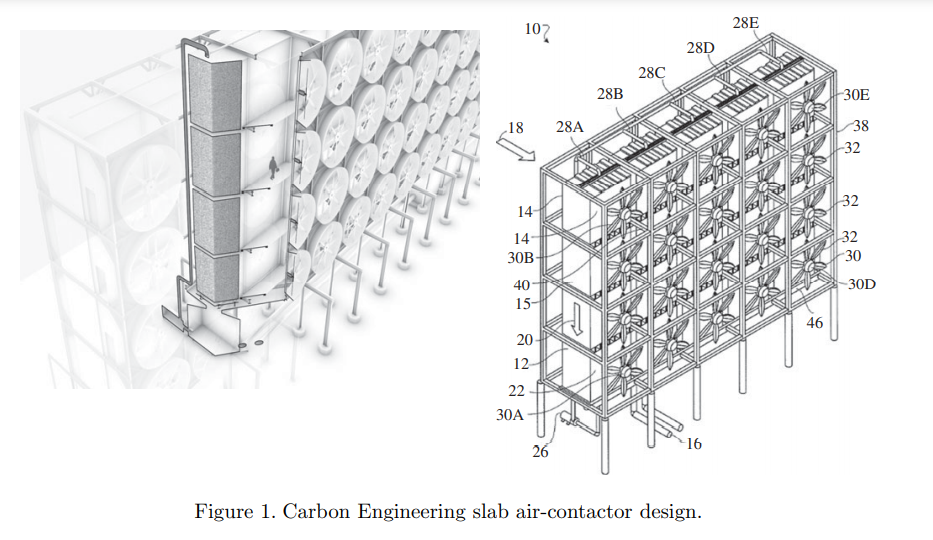 10
28E
28D
28C
28B
28A
18
30E
38
32
14
32
14
30B
32
40
30
15
30D
46
20
12
22
30A
26
16
Figure 1. Carbon Engineering slab air-contactor design.